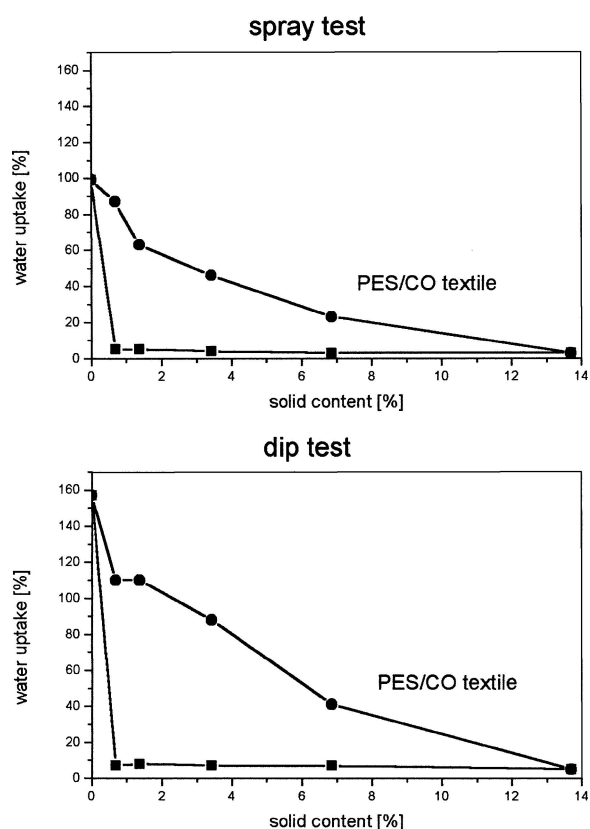 spray test
160
140
120
100
80
60
40
20
0
water uptake [%]
PES/CO textile
0 2 4 6 8 10 12 14
solid content [%]
dip test
160
140
120
100
80
60
40
20
0
water uptake [%]
PES/CO textile
0 2 4 6 8 10 12 14
solid content [%]